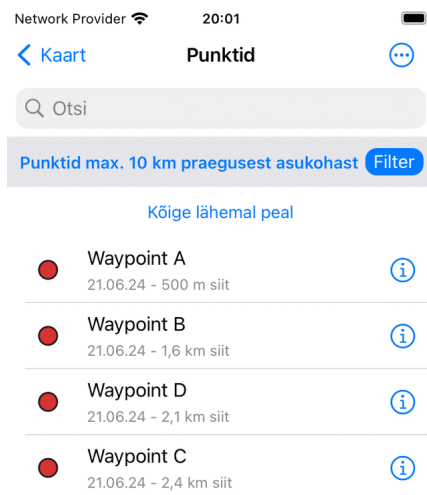 Network Provider 20:01
Kaart Punktid
Otsi
Punktid max. 10 km praegusest asukohast Filter
Kõige lähemal peal
Waypoint A
21.06.24 - 500 m siit
Waypoint B
21.06.24 - 1,6 km siit
Waypoint D
21.06.24 - 2,1 km siit
Waypoint C
21.06.24 - 2,4 km siit